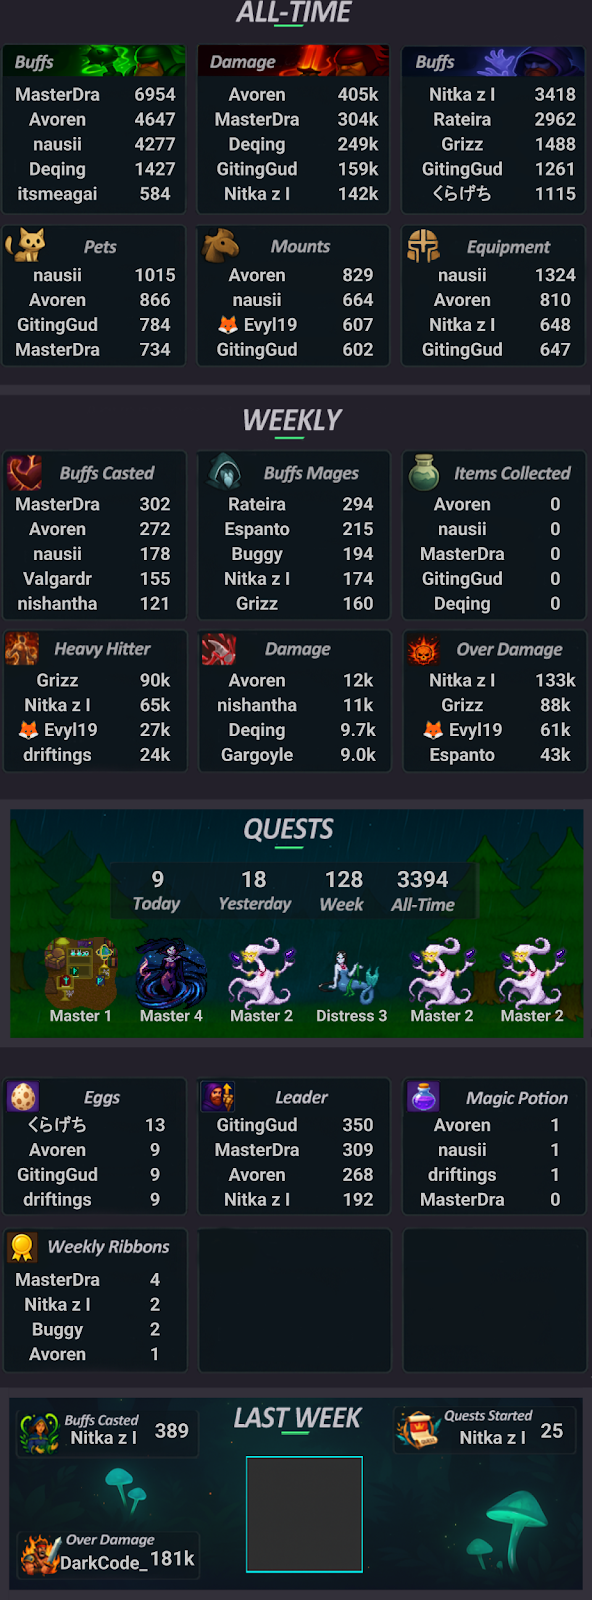 ALL-TIME
Buffs
MasterDra 6954
Avoren 4647
nausii 4277
Deqing 1427
itsmeagai 584
Damage
Avoren 405k
MasterDra 304k
Deqing 249k
GitingGud 159k
Nitka z I 142k
Buffs
Nitka z I 3418
Rateira 2962
Grizz 1488
GitingGud 1261
くらげち 1115
Pets
nausii 1015
Avoren 866
GitingGud 784
MasterDra 734
Mounts
Avoren 829
nausii 664
🦊 Evyl19 607
GitingGud 602
Equipment
nausii 1324
Avoren 810
Nitka z I 648
GitingGud 647
WEEKLY
Buffs Casted
MasterDra 302
Avoren 272
nausii 178
Valgardr 155
nishantha 121
Buffs Mages
Rateira 294
Espanto 215
Buggy 194
Nitka z I 174
Grizz 160
Items Collected
Avoren 0
nausii 0
MasterDra 0
GitingGud 0
Deqing 0
Heavy Hitter
Grizz 90k
Nitka z I 65k
🦊 Evyl19 27k
driftings 24k
Damage
Avoren 12k
nishantha 11k
Deqing 9.7k
Gargoyle 9.0k
Over Damage
Nitka z I 133k
Grizz 88k
🦊 Evyl19 61k
Espanto 43k
QUESTS
9 18 128 3394
Today Yesterday Week All-Time
Master 1 Master 4 Master 2 Distress 3 Master 2 Master 2
Eggs
くらげち 13
Avoren 9
GitingGud 9
driftings 9
Leader
GitingGud 350
MasterDra 309
Avoren 268
Nitka z I 192
Magic Potion
Avoren 1
nausii 1
driftings 1
MasterDra 0
Weekly Ribbons
MasterDra 4
Nitka z I 2
Buggy 2
Avoren 1
LAST WEEK
Buffs Casted
Nitka z I 389
Quests Started
Nitka z I 25
Over Damage
DarkCode_ 181k